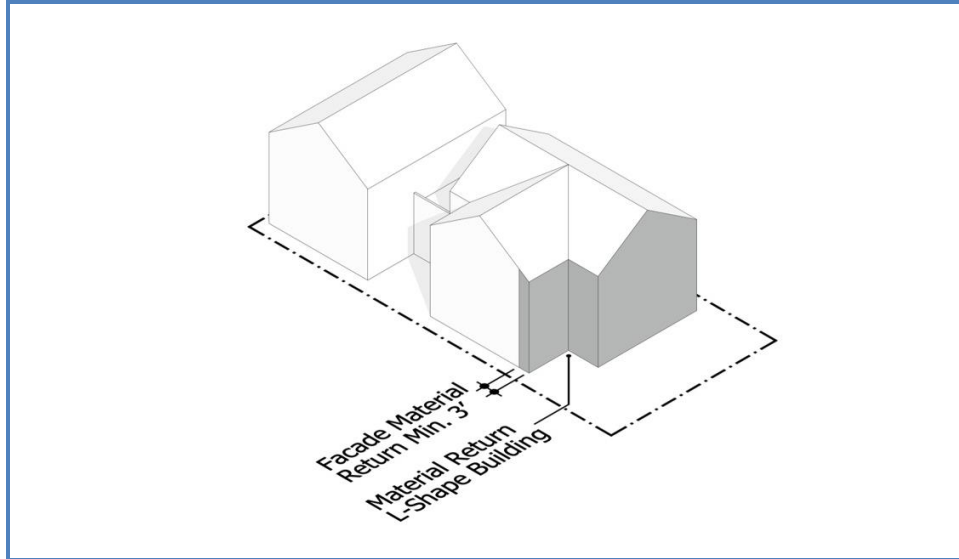 Facade Material
Return Min. 3'
Material Return
L-Shape Building